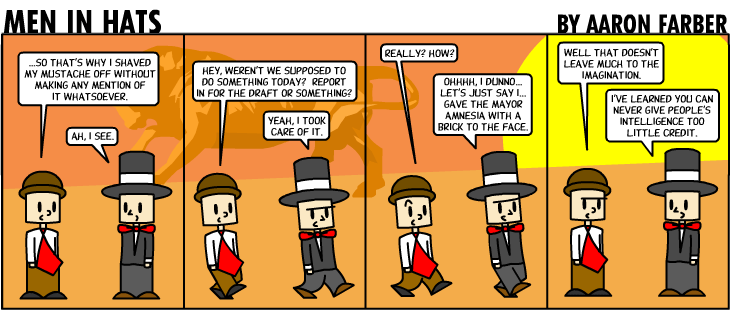 MEN IN HATS
BY AARON FARBER
...SO THAT'S WHY I SHAVED
MY MUSTACHE OFF WITHOUT
MAKING ANY MENTION OF
IT WHATSOEVER.
AH, I SEE.
HEY, WEREN'T WE SUPPOSED TO
DO SOMETHING TODAY? REPORT
IN FOR THE DRAFT OR SOMETHING?
YEAH, I TOOK
CARE OF IT.
REALLY? HOW?
OHHHH, I DUNNO...
LET'S JUST SAY I...
GAVE THE MAYOR
AMNESIA WITH A
BRICK TO THE FACE.
WELL THAT DOESN'T
LEAVE MUCH TO THE
IMAGINATION.
I'VE LEARNED YOU CAN
NEVER GIVE PEOPLE'S
INTELLIGENCE TOO
LITTLE CREDIT.